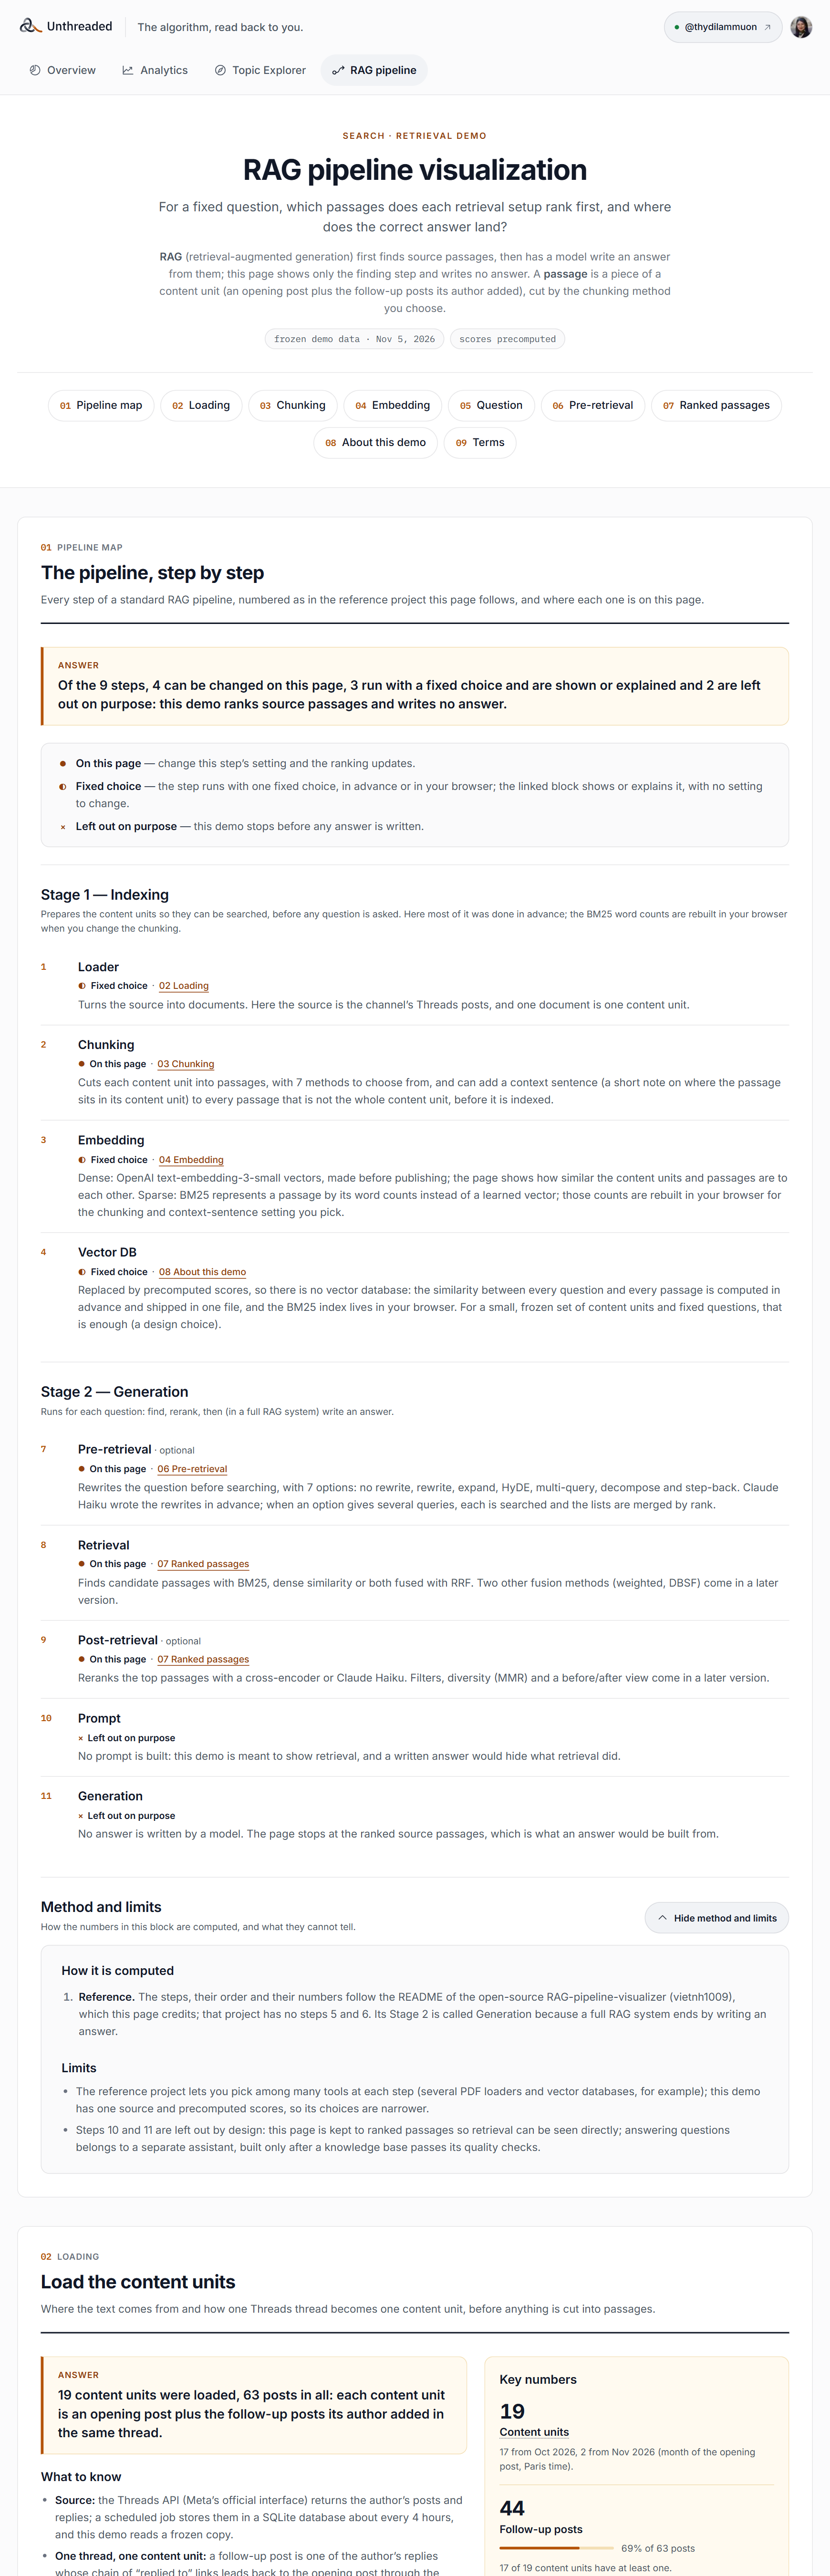 Unthreaded
The algorithm, read back to you.
@thydilammuon
Overview
Analytics
Topic Explorer
RAG pipeline
SEARCH · RETRIEVAL DEMO
RAG pipeline visualization
For a fixed question, which passages does each retrieval setup rank first, and where
does the correct answer land?
RAG (retrieval-augmented generation) first finds source passages, then has a model write an answer
from them; this page shows only the finding step and writes no answer. A passage is a piece of a
content unit (an opening post plus the follow-up posts its author added), cut by the chunking method
you choose.
frozen demo data · Nov 5, 2026
scores precomputed
01 Pipeline map
02 Loading
03 Chunking
04 Embedding
05 Question
06 Pre-retrieval
07 Ranked passages
08 About this demo
09 Terms
01 PIPELINE MAP
The pipeline, step by step
Every step of a standard RAG pipeline, numbered as in the reference project this page follows, and where each one is on this page.
ANSWER
Of the 9 steps, 4 can be changed on this page, 3 run with a fixed choice and are shown or explained and 2 are left
out on purpose: this demo ranks source passages and writes no answer.
On this page — change this step’s setting and the ranking updates.
Fixed choice — the step runs with one fixed choice, in advance or in your browser; the linked block shows or explains it, with no setting
to change.
× Left out on purpose — this demo stops before any answer is written.
Stage 1 — Indexing
Prepares the content units so they can be searched, before any question is asked. Here most of it was done in advance; the BM25 word counts are rebuilt in your browser
when you change the chunking.
1 Loader
Fixed choice · 02 Loading
Turns the source into documents. Here the source is the channel’s Threads posts, and one document is one content unit.
2 Chunking
On this page · 03 Chunking
Cuts each content unit into passages, with 7 methods to choose from, and can add a context sentence (a short note on where the passage
sits in its content unit) to every passage that is not the whole content unit, before it is indexed.
3 Embedding
Fixed choice · 04 Embedding
Dense: OpenAI text-embedding-3-small vectors, made before publishing; the page shows how similar the content units and passages are to
each other. Sparse: BM25 represents a passage by its word counts instead of a learned vector; those counts are rebuilt in your browser for
the chunking and context-sentence setting you pick.
4 Vector DB
Fixed choice · 08 About this demo
Replaced by precomputed scores, so there is no vector database: the similarity between every question and every passage is computed in
advance and shipped in one file, and the BM25 index lives in your browser. For a small, frozen set of content units and fixed questions, that
is enough (a design choice).
Stage 2 — Generation
Runs for each question: find, rerank, then (in a full RAG system) write an answer.
7 Pre-retrieval · optional
On this page · 06 Pre-retrieval
Rewrites the question before searching, with 7 options: no rewrite, rewrite, expand, HyDE, multi-query, decompose and step-back. Claude
Haiku wrote the rewrites in advance; when an option gives several queries, each is searched and the lists are merged by rank.
8 Retrieval
On this page · 07 Ranked passages
Finds candidate passages with BM25, dense similarity or both fused with RRF. Two other fusion methods (weighted, DBSF) come in a later
version.
9 Post-retrieval · optional
On this page · 07 Ranked passages
Reranks the top passages with a cross-encoder or Claude Haiku. Filters, diversity (MMR) and a before/after view come in a later version.
10 Prompt
× Left out on purpose
No prompt is built: this demo is meant to show retrieval, and a written answer would hide what retrieval did.
11 Generation
× Left out on purpose
No answer is written by a model. The page stops at the ranked source passages, which is what an answer would be built from.
Method and limits
How the numbers in this block are computed, and what they cannot tell.
Hide method and limits
How it is computed
1. Reference. The steps, their order and their numbers follow the README of the open-source RAG-pipeline-visualizer (vietnh1009),
which this page credits; that project has no steps 5 and 6. Its Stage 2 is called Generation because a full RAG system ends by writing an
answer.
Limits
• The reference project lets you pick among many tools at each step (several PDF loaders and vector databases, for example); this demo
has one source and precomputed scores, so its choices are narrower.
• Steps 10 and 11 are left out by design: this page is kept to ranked passages so retrieval can be seen directly; answering questions
belongs to a separate assistant, built only after a knowledge base passes its quality checks.
02 LOADING
Load the content units
Where the text comes from and how one Threads thread becomes one content unit, before anything is cut into passages.
ANSWER
19 content units were loaded, 63 posts in all: each content unit
is an opening post plus the follow-up posts its author added in
the same thread.
What to know
• Source: the Threads API (Meta’s official interface) returns the author’s posts and
replies; a scheduled job stores them in a SQLite database about every 4 hours,
and this demo reads a frozen copy.
• One thread, one content unit: a follow-up post is one of the author’s replies
whose chain of “replied to” links leads back to the opening post through the
Key numbers
19
Content units
17 from Oct 2026, 2 from Nov 2026 (month of the opening
post, Paris time).
44
Follow-up posts
69% of 63 posts
17 of 19 content units have at least one.